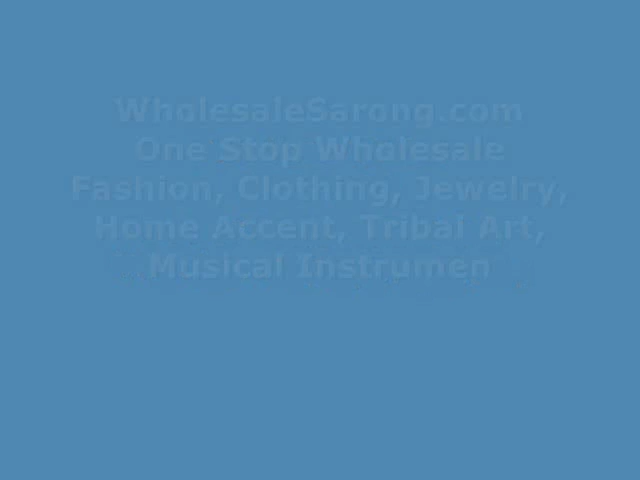 WholesaleSarong.com
One Stop Wholesale
Fashion, Clothing, Jewelry,
Home Accent, Tribal Art,
Musical Instrumen